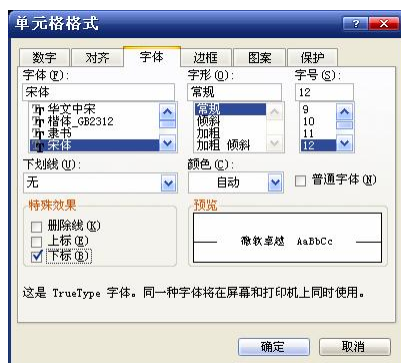 单元格格式
数字 对齐 字体 边框 图案 保护
字体(F): 字形(O): 字号(S):
宋体 常规 12
华文中宋 常规 9
楷体_GB2312 倾斜 10
隶书 加粗 11
宋体 加粗 倾斜 12
下划线(U): 颜色(C):
无 自动 普通字体(N)
特殊效果 预览
删除线(K)
上标(E) 微软卓越 AaBbCc
下标(B)
这是 TrueType 字体。同一种字体将在屏幕和打印机上同时使用。
确定 取消